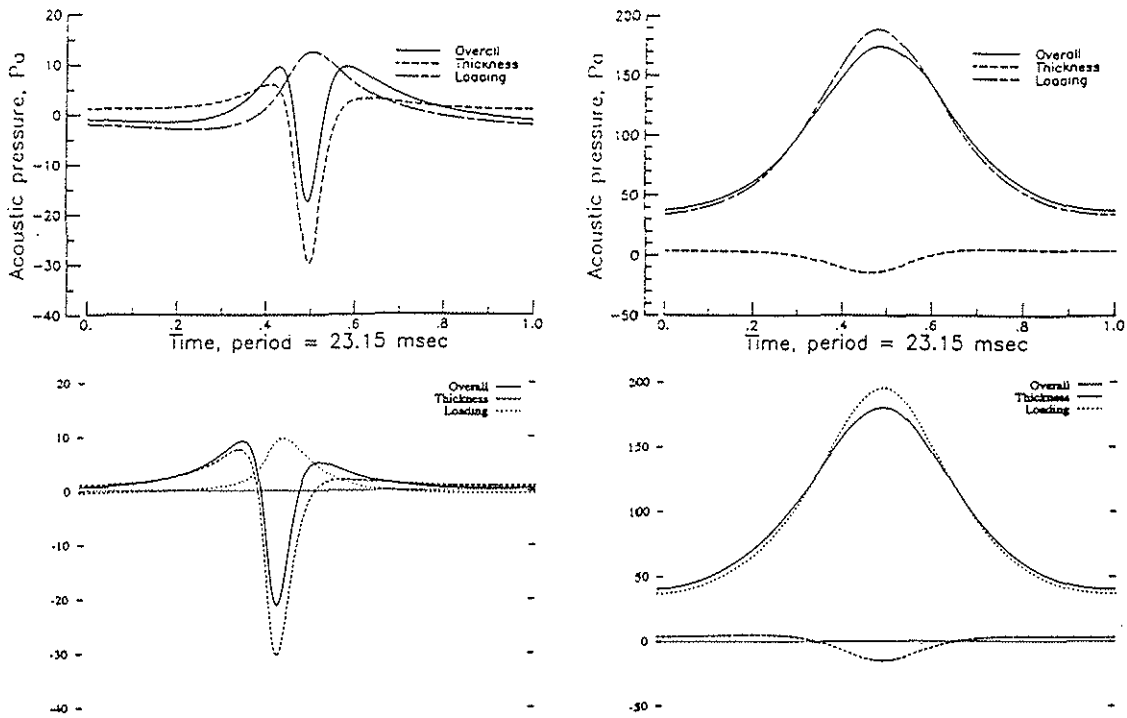 20
10
0
−10
−20
−30
−40
Acoustic pressure, Pa
Overall
Thickness
Loading
0. .2 .4 .6 .8 1.0
Time, period = 23.15 msec
200
150
100
50
0
−50
Acoustic pressure, Pa
Overall
Thickness
Loading
0. .2 .4 .6 .8 1.0
Time, period = 23.15 msec
20
10
0
-10
-20
-30
-40
Overall
Thickness
Loading
200
150
100
50
0
-50
Overall
Thickness
Loading